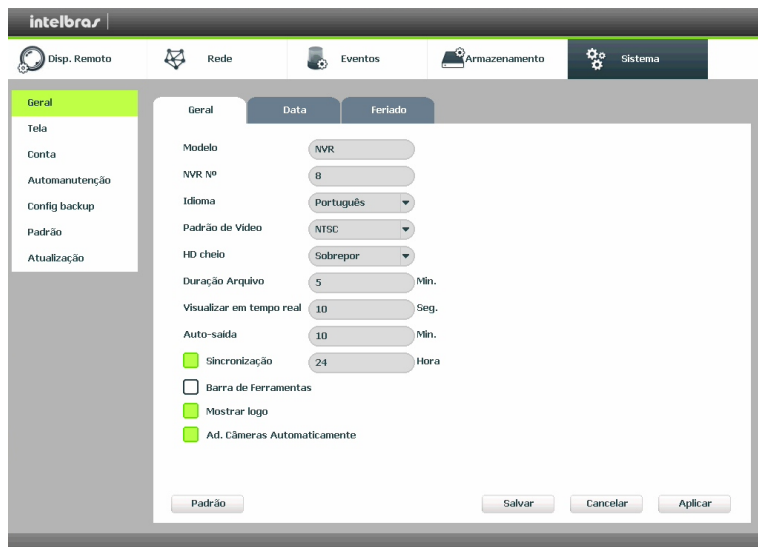 intelbras
Disp. Remoto Rede Eventos Armazenamento Sistema
Geral
Tela
Conta
Automanutenção
Config backup
Padrão
Atualização
Geral Data Feriado
Modelo NVR
NVR Nº 8
Idioma Português
Padrão de Vídeo NTSC
HD cheio Sobrepor
Duração Arquivo 5 Min.
Visualizar em tempo real 10 Seg.
Auto-saída 10 Min.
Sincronização 24 Hora
Barra de Ferramentas
Mostrar logo
Ad. Câmeras Automaticamente
Padrão Salvar Cancelar Aplicar